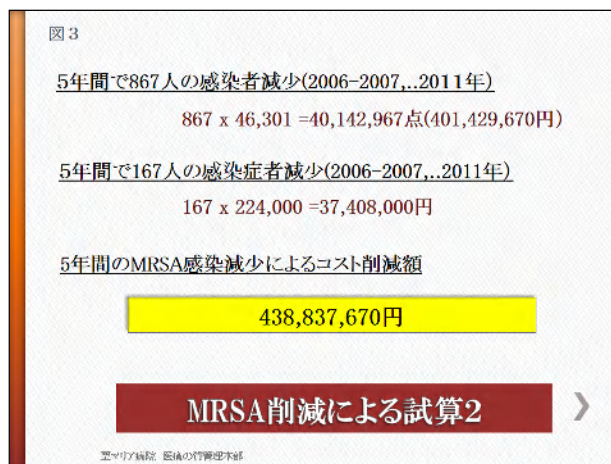 図3
5年間で867人の感染者減少(2006-2007,..2011年)
867 x 46,301 =40,142,967点(401,429,670円)
5年間で167人の感染症者減少(2006-2007,..2011年)
167 x 224,000 =37,408,000円
5年間のMRSA感染減少によるコスト削減額
438,837,670円
MRSA削減による試算2
聖マリア病院